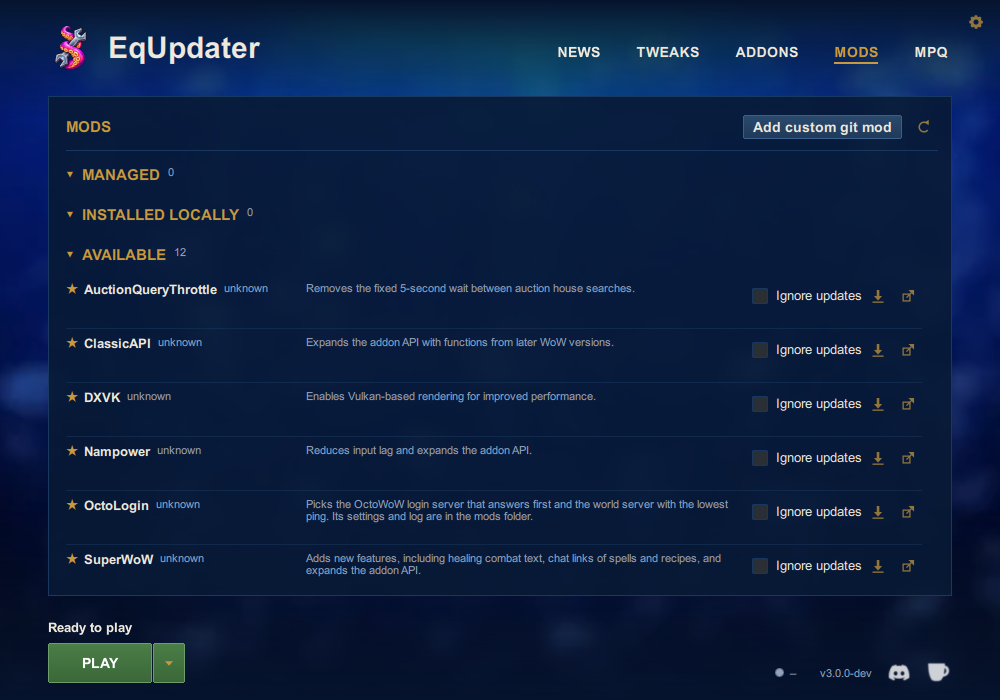 EqUpdater
NEWS TWEAKS ADDONS MODS MPQ
MODS
Add custom git mod
MANAGED 0
INSTALLED LOCALLY 0
AVAILABLE 12
AuctionQueryThrottle unknown
Removes the fixed 5-second wait between auction house searches.
Ignore updates
ClassicAPI unknown
Expands the addon API with functions from later WoW versions.
Ignore updates
DXVK unknown
Enables Vulkan-based rendering for improved performance.
Ignore updates
Nampower unknown
Reduces input lag and expands the addon API.
Ignore updates
OctoLogin unknown
Picks the OctoWoW login server that answers first and the world server with the lowest
ping. Its settings and log are in the mods folder.
Ignore updates
SuperWoW unknown
Adds new features, including healing combat text, chat links of spells and recipes, and
expands the addon API.
Ignore updates
Ready to play
PLAY
– v3.0.0-dev